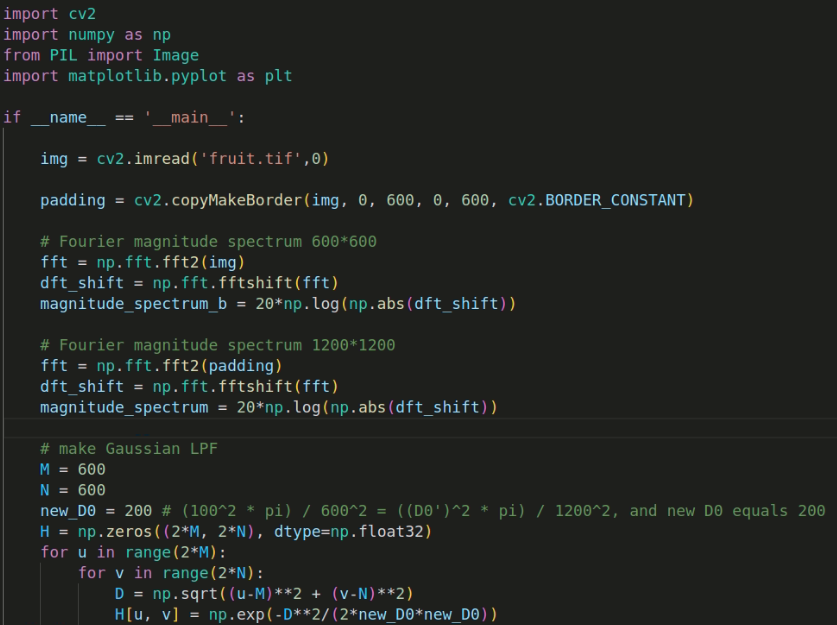 import cv2
import numpy as np
from PIL import Image
import matplotlib.pyplot as plt

if __name__ == '__main__':

    img = cv2.imread('fruit.tif',0)

    padding = cv2.copyMakeBorder(img, 0, 600, 0, 600, cv2.BORDER_CONSTANT)

    # Fourier magnitude spectrum 600*600
    fft = np.fft.fft2(img)
    dft_shift = np.fft.fftshift(fft)
    magnitude_spectrum_b = 20*np.log(np.abs(dft_shift))

    # Fourier magnitude spectrum 1200*1200
    fft = np.fft.fft2(padding)
    dft_shift = np.fft.fftshift(fft)
    magnitude_spectrum = 20*np.log(np.abs(dft_shift))

    # make Gaussian LPF
    M = 600
    N = 600
    new_D0 = 200 # (100^2 * pi) / 600^2 = ((D0')^2 * pi) / 1200^2, and new D0 equals 200
    H = np.zeros((2*M, 2*N), dtype=np.float32)
    for u in range(2*M):
        for v in range(2*N):
            D = np.sqrt((u-M)**2 + (v-N)**2)
            H[u, v] = np.exp(-D**2/(2*new_D0*new_D0))